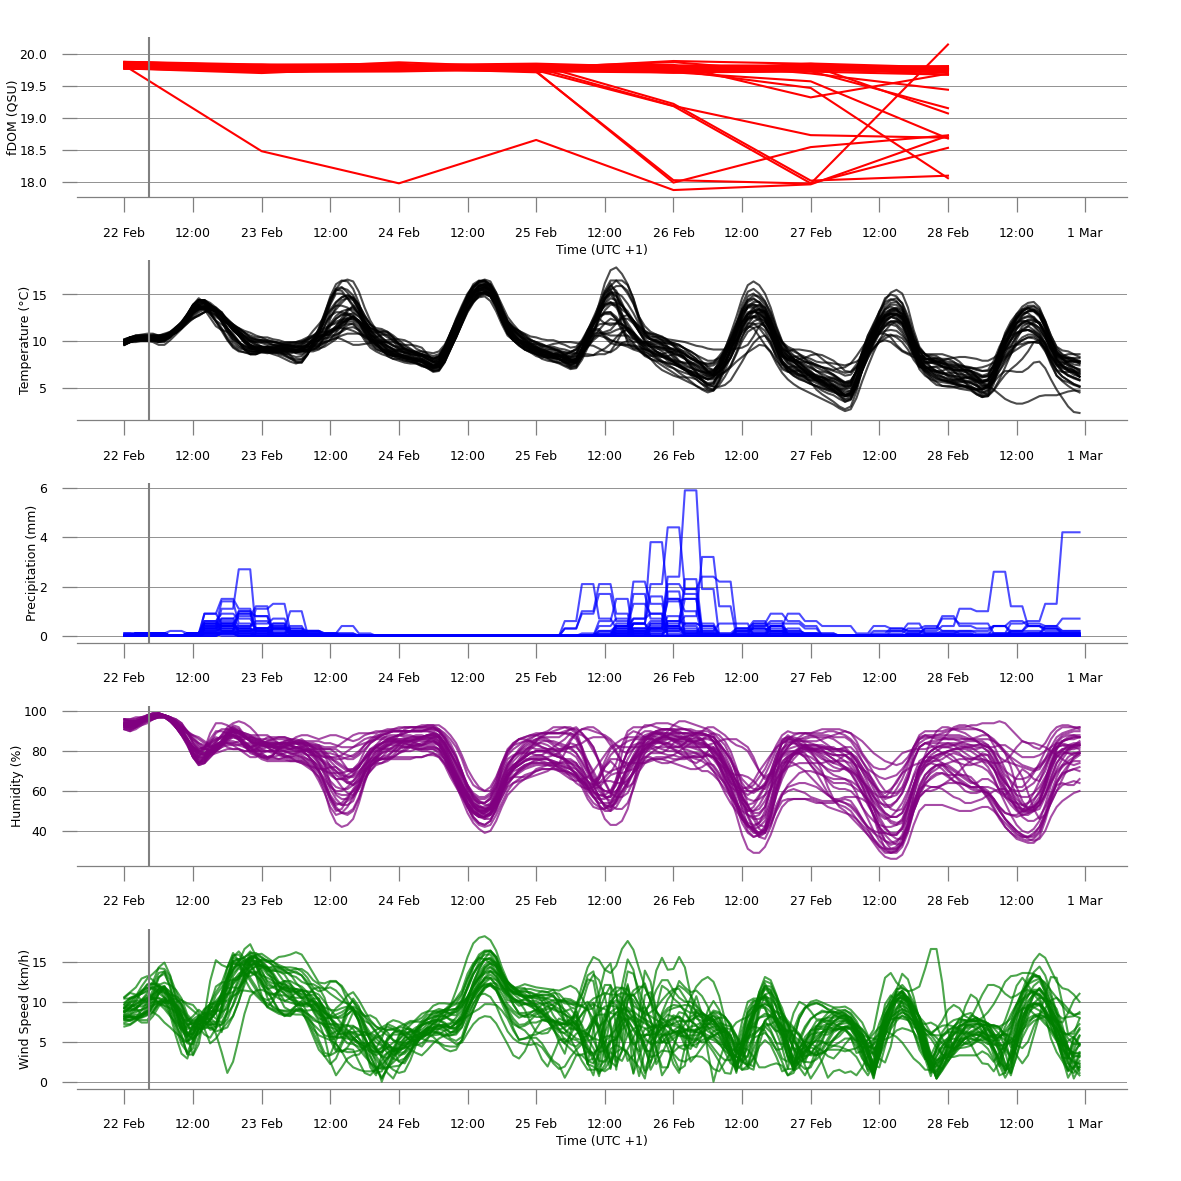 20.0
19.5
19.0
18.5
18.0
fDOM (QSU)
22 Feb 12:00 23 Feb 12:00 24 Feb 12:00 25 Feb 12:00 26 Feb 12:00 27 Feb 12:00 28 Feb 12:00 1 Mar
Time (UTC +1)
15
10
5
Temperature (°C)
22 Feb 12:00 23 Feb 12:00 24 Feb 12:00 25 Feb 12:00 26 Feb 12:00 27 Feb 12:00 28 Feb 12:00 1 Mar
6
4
2
0
Precipitation (mm)
22 Feb 12:00 23 Feb 12:00 24 Feb 12:00 25 Feb 12:00 26 Feb 12:00 27 Feb 12:00 28 Feb 12:00 1 Mar
100
80
60
40
Humidity (%)
22 Feb 12:00 23 Feb 12:00 24 Feb 12:00 25 Feb 12:00 26 Feb 12:00 27 Feb 12:00 28 Feb 12:00 1 Mar
15
10
5
0
Wind Speed (km/h)
22 Feb 12:00 23 Feb 12:00 24 Feb 12:00 25 Feb 12:00 26 Feb 12:00 27 Feb 12:00 28 Feb 12:00 1 Mar
Time (UTC +1)